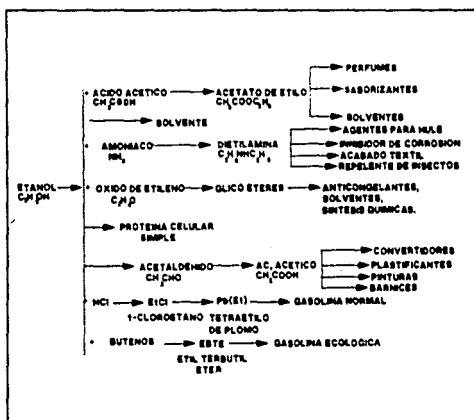 PERFUMES
+ ACIDO ACETICO ACETATO DE ETILO SABORIZANTES
CH₃COOH CH₃COOC₂H₅
SOLVENTE SOLVENTES
+ AMONIACO DIETILAMINA AGENTES PARA HULE
NH₃ C₂H₅NHC₂H₅ INHIBIDOR DE CORROSION
ACABADO TEXTIL
REPELENTE DE INSECTOS
ETANOL + OXIDO DE ETILENO GLICO ETERES ANTICONGELANTES,
C₂H₅OH C₂H₄O SOLVENTES,
SINTESIS QUIMICAS.
PROTEINA CELULAR
SIMPLE
CONVERTIDORES
ACETALDEHIDO AC. ACETICO PLASTIFICANTES
CH₃CHO CH₃COOH PINTURAS
BARNICES
+ HCl EtCl Pb(Et) GASOLINA NORMAL
1-CLOROETANO TETRAETILO
DE PLOMO
+ BUTENOS EBTE GASOLINA ECOLOGICA
ETIL TERBUTIL
ETER